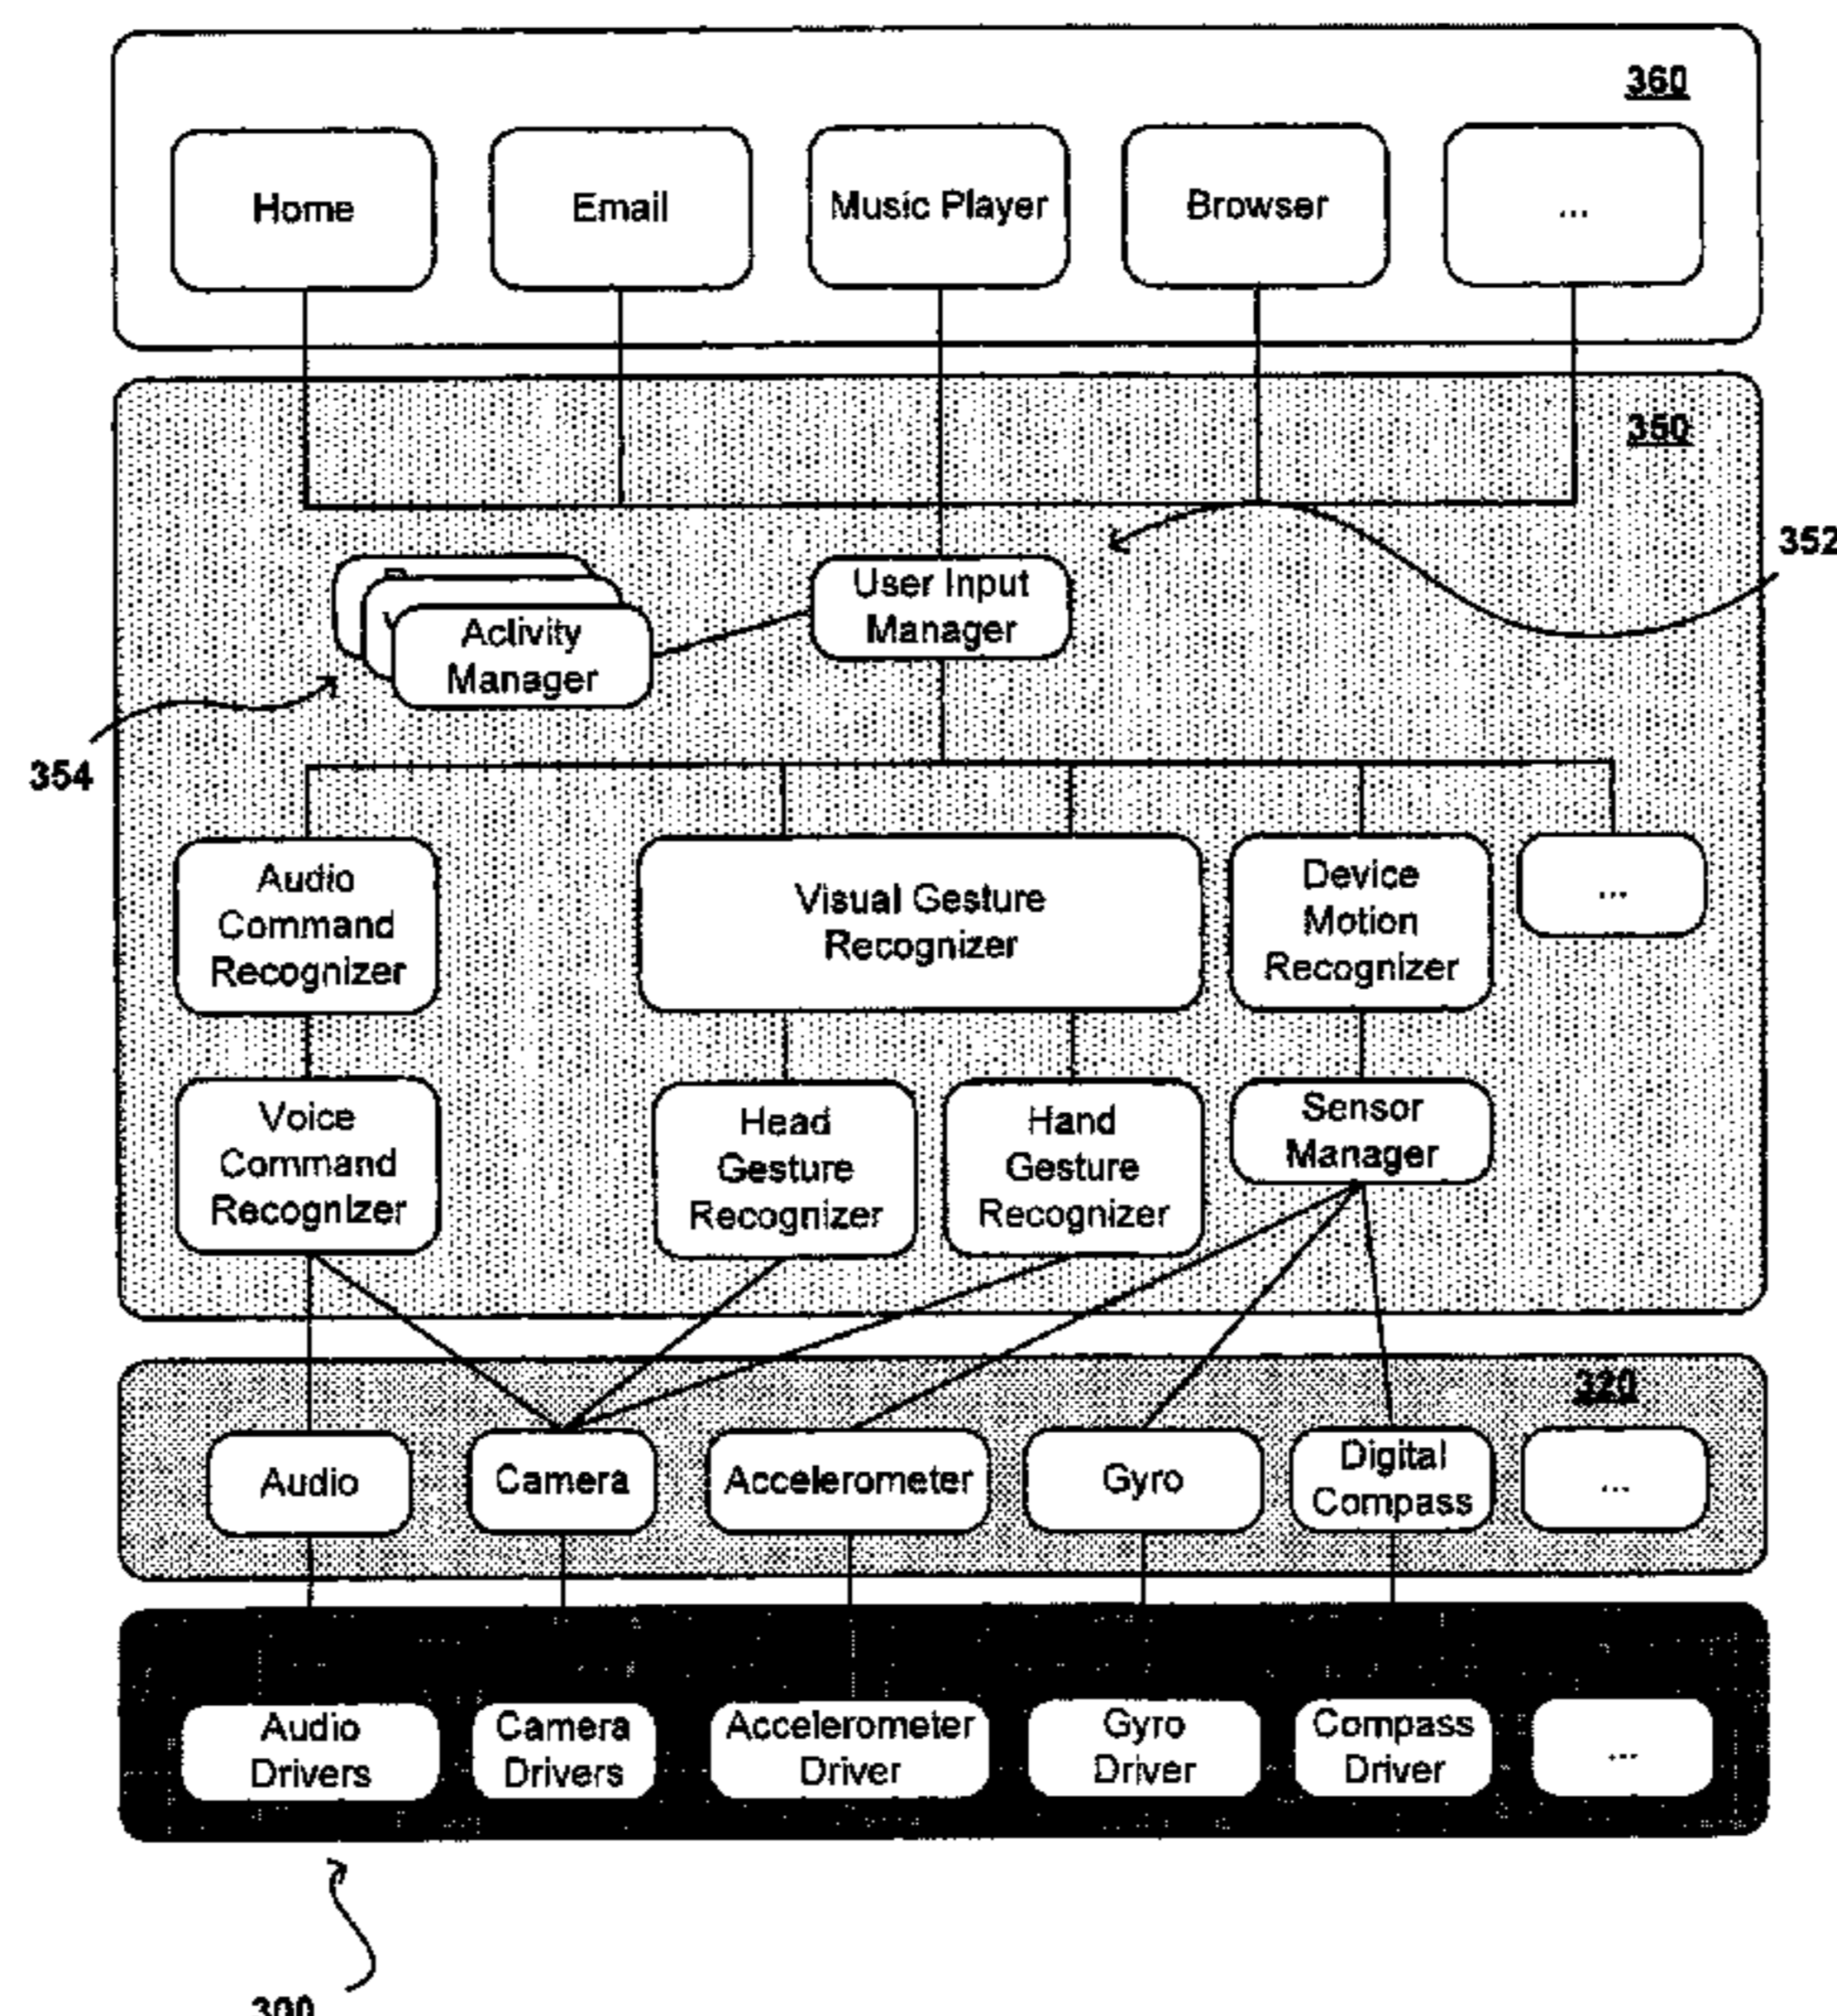 360
Home
Email
Music Player
Browser
...
350
352
User Input
Manager
Activity
Manager
354
Audio
Command
Recognizer
Visual Gesture
Recognizer
Device
Motion
Recognizer
...
Voice
Command
Recognizer
Head
Gesture
Recognizer
Hand
Gesture
Recognizer
Sensor
Manager
320
Audio
Camera
Accelerometer
Gyro
Digital
Compass
...
Audio
Drivers
Camera
Drivers
Accelerometer
Driver
Gyro
Driver
Compass
Driver
...
300